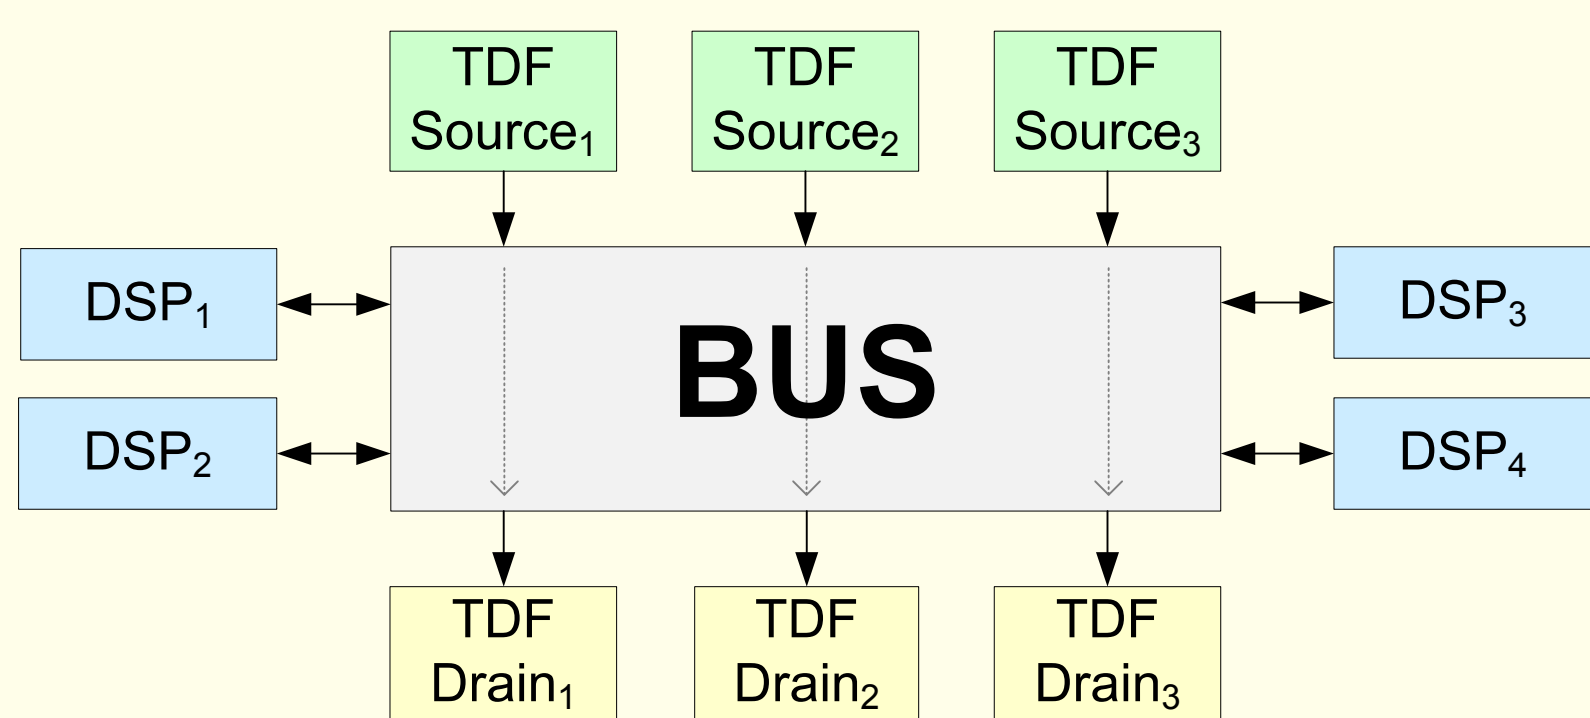 TDF
Source₁
TDF
Source₂
TDF
Source₃
DSP₁
DSP₂
BUS
DSP₃
DSP₄
TDF
Drain₁
TDF
Drain₂
TDF
Drain₃